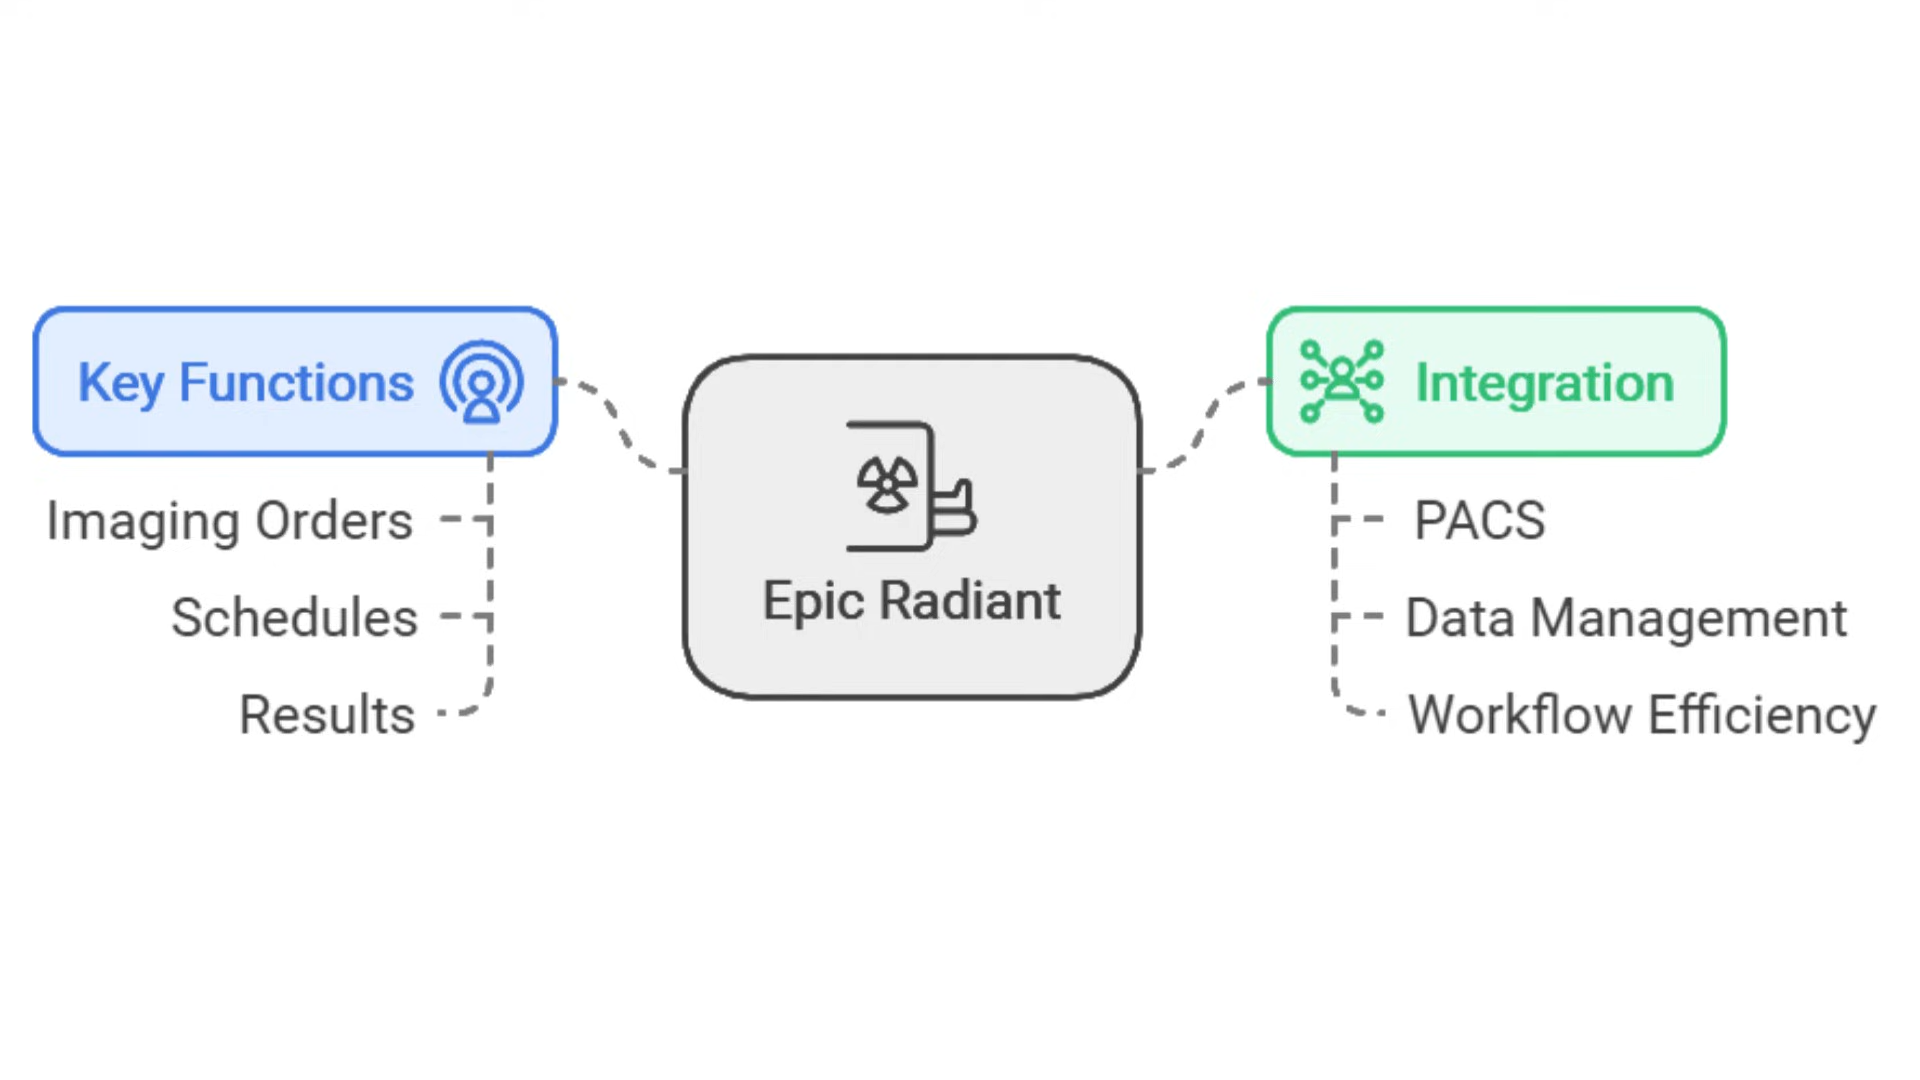 Key Functions
Imaging Orders
Schedules
Results
Epic Radiant
Integration
PACS
Data Management
Workflow Efficiency